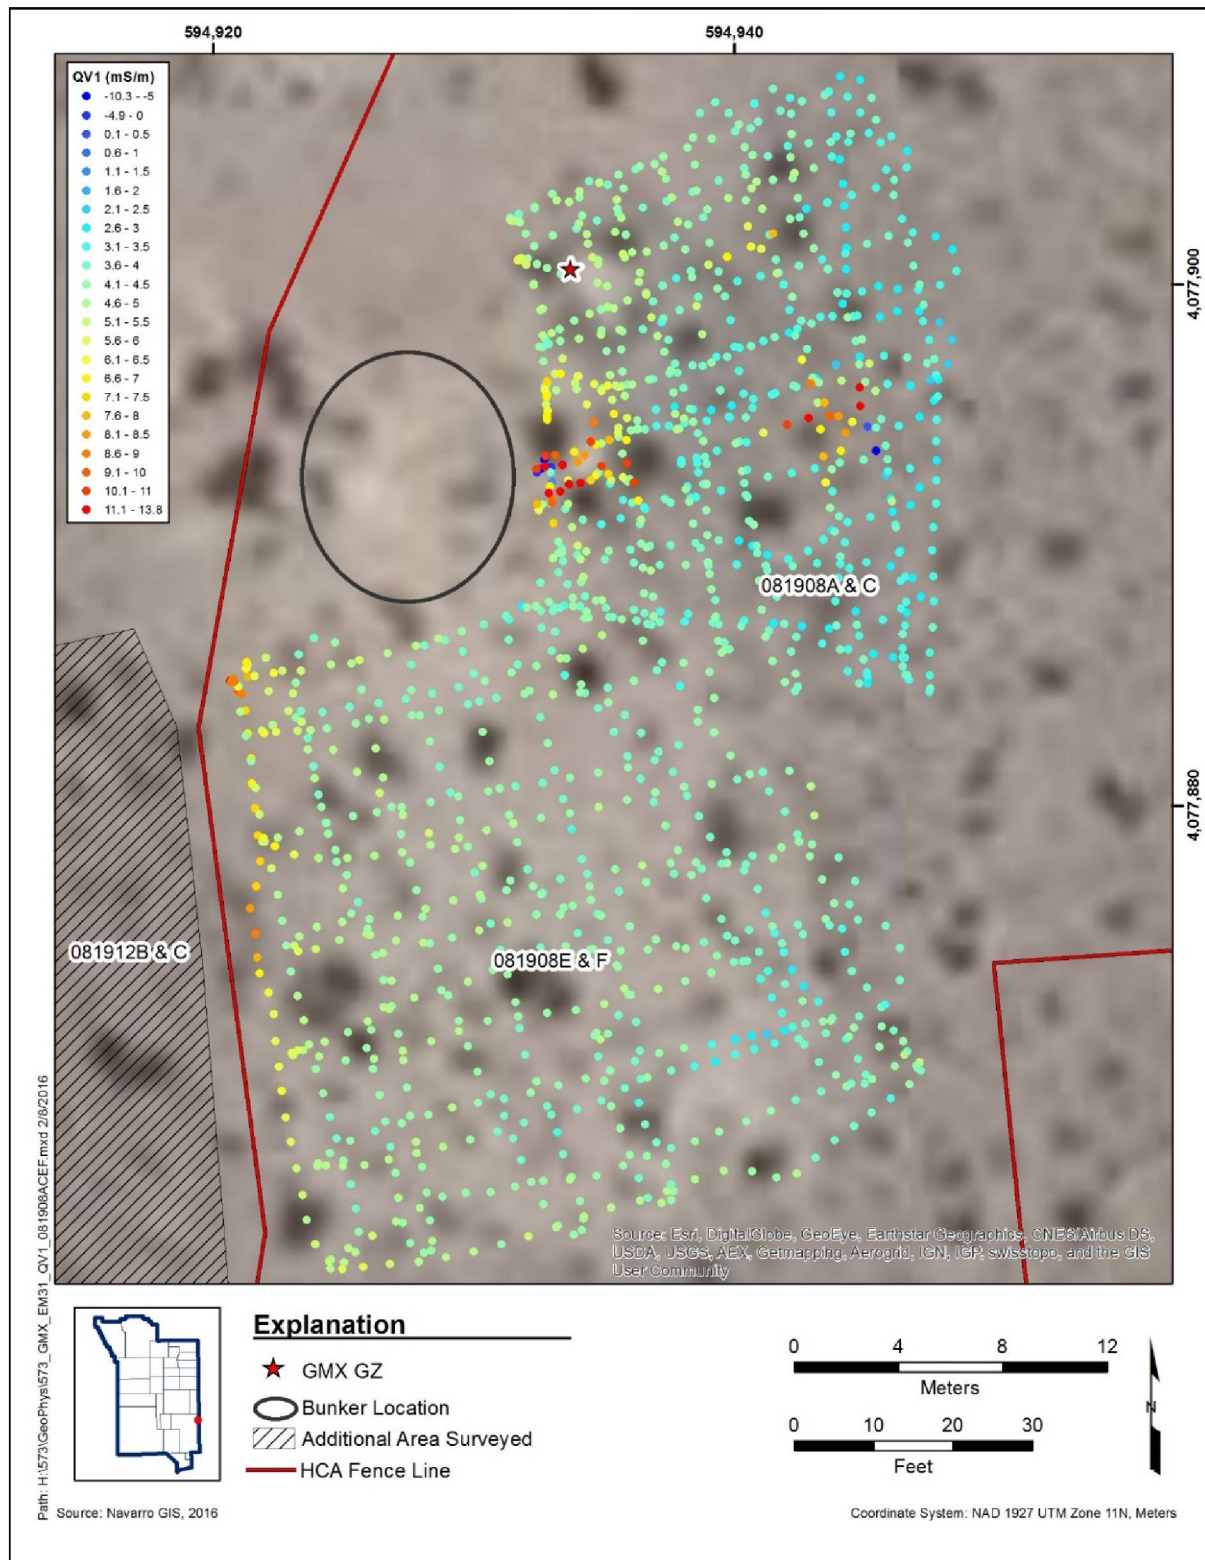 594,920
594,940
QV1 (mS/m)
-10.3 - -5
-4.9 - 0
0.1 - 0.5
0.6 - 1
1.1 - 1.5
1.6 - 2
2.1 - 2.5
2.6 - 3
3.1 - 3.5
3.6 - 4
4.1 - 4.5
4.6 - 5
5.1 - 5.5
5.6 - 6
6.1 - 6.5
6.6 - 7
7.1 - 7.5
7.6 - 8
8.1 - 8.5
8.6 - 9
9.1 - 10
10.1 - 11
11.1 - 13.8
4,077,900
081908A & C
4,077,880
081912B & C
081908E & F
Source: Esri, DigitalGlobe, GeoEye, Earthstar Geographics, CNES/Airbus DS,
USDA, USGS, AEX, Getmapping, Aerogrid, IGN, IGP, swisstopo, and the GIS
User Community
Path: H:\573\GeoPhys\573_GMX_EM31_QV1_081908ACEF.mxd 2/8/2016
Explanation
GMX GZ
Bunker Location
Additional Area Surveyed
HCA Fence Line
0 4 8 12
Meters
0 10 20 30
Feet
N
Source: Navarro GIS, 2016
Coordinate System: NAD 1927 UTM Zone 11N, Meters